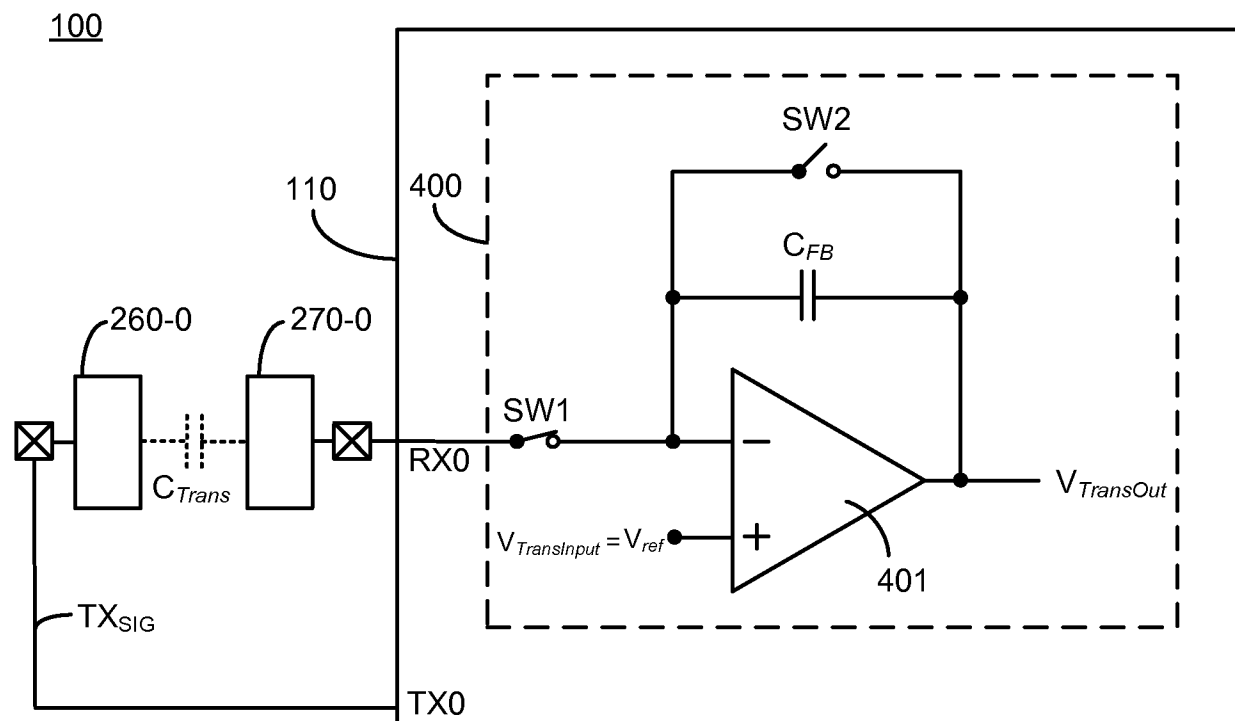 100
SW2
110
400
C_FB
260-0
270-0
SW1
C_Trans
RX0
−
V_TransOut
V_TransInput = V_ref
+
401
TX_SIG
TX0